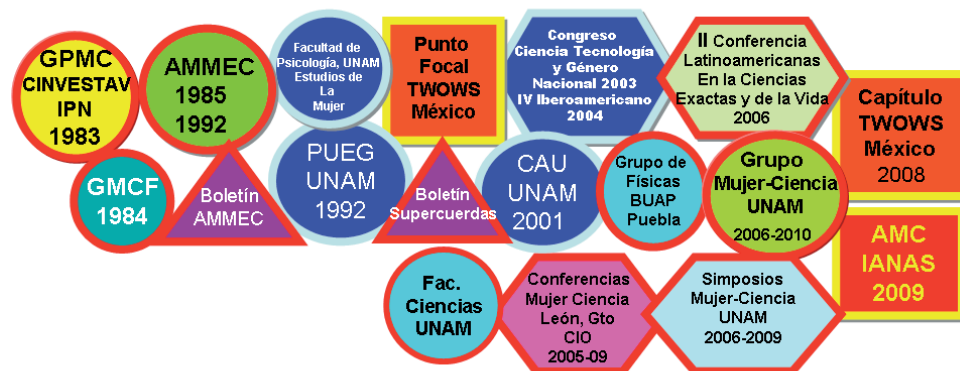 GPMC
CINVESTAV
IPN
1983
AMMEC
1985
1992
Facultad de
Psicología, UNAM
Estudios de
La
Mujer
Punto
Focal
TWOWS
México
Congreso
Ciencia Tecnología
y Género
Nacional 2003
IV Iberoamericano
2004
II Conferencia
Latinoamericanas
En la Ciencias
Exactas y de la Vida
2006
Capítulo
TWOWS
México
2008
GMCF
1984
Boletín
AMMEC
PUEG
UNAM
1992
Boletín
Supercuerdas
CAU
UNAM
2001
Grupo de
Físicas
BUAP
Puebla
Grupo
Mujer-Ciencia
UNAM
2006-2010
AMC
IANAS
2009
Fac.
Ciencias
UNAM
Conferencias
Mujer Ciencia
León, Gto
CIO
2005-09
Simposios
Mujer-Ciencia
UNAM
2006-2009